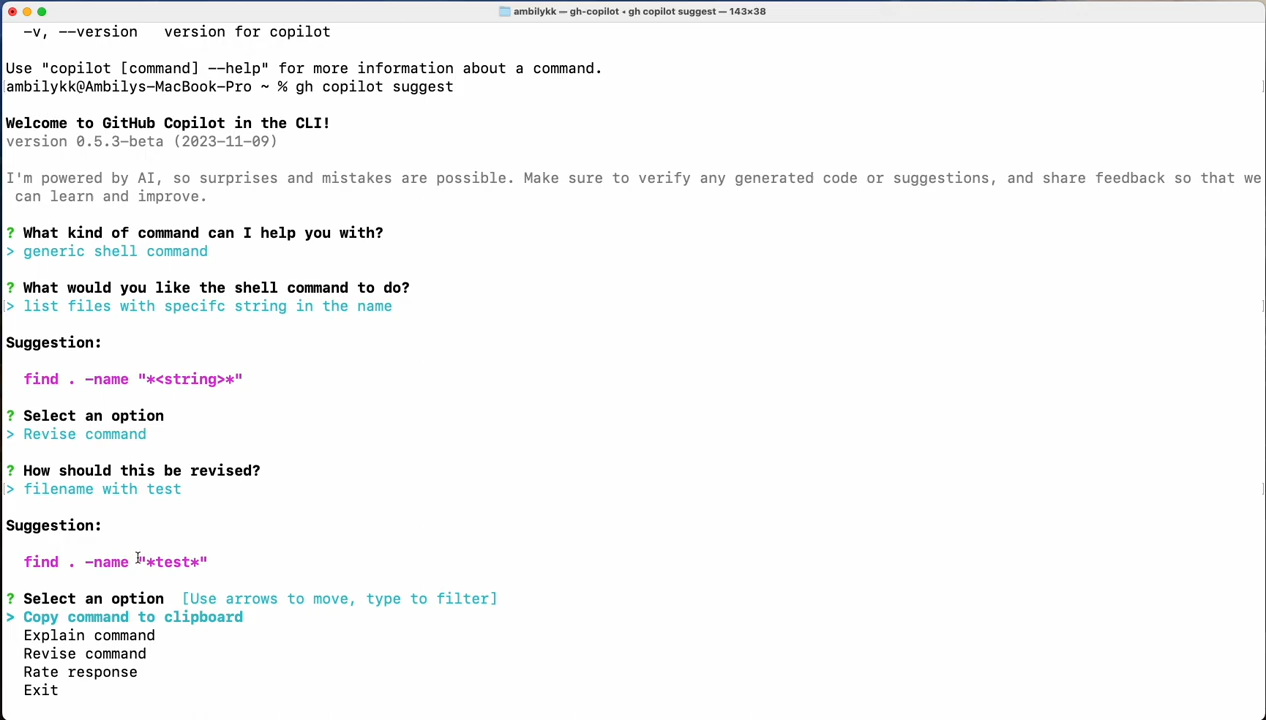 ambilykk — gh-copilot • gh copilot suggest — 143×38
-v, --version   version for copilot
Use "copilot [command] --help" for more information about a command.
ambilykk@Ambilys-MacBook-Pro ~ % gh copilot suggest
Welcome to GitHub Copilot in the CLI!
version 0.5.3-beta (2023-11-09)
I'm powered by AI, so surprises and mistakes are possible. Make sure to verify any generated code or suggestions, and share feedback so that we
can learn and improve.
? What kind of command can I help you with?
> generic shell command
? What would you like the shell command to do?
> list files with specifc string in the name
Suggestion:
find . -name "*<string>*"
? Select an option
> Revise command
? How should this be revised?
> filename with test
Suggestion:
find . -name "*test*"
? Select an option  [Use arrows to move, type to filter]
> Copy command to clipboard
Explain command
Revise command
Rate response
Exit